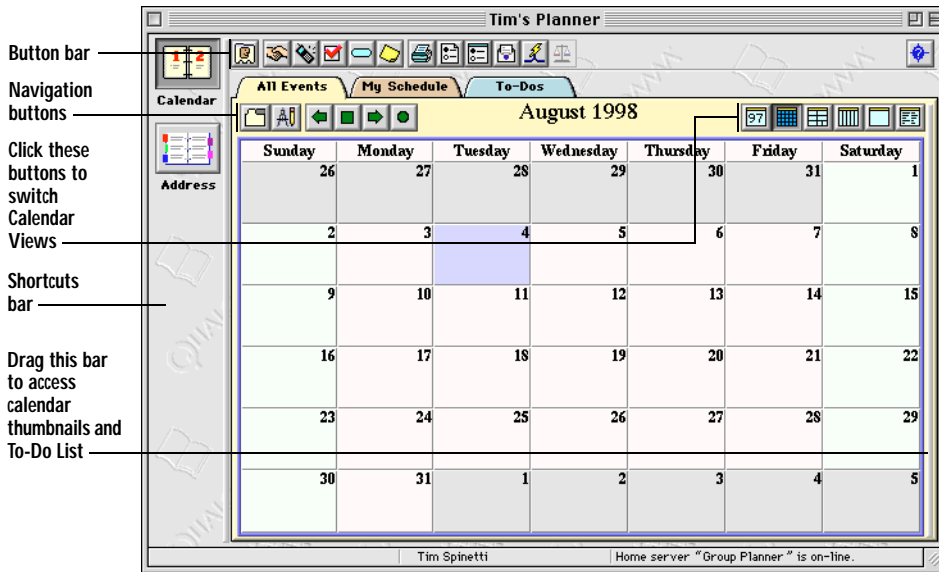 Tim's Planner
Button bar
Navigation
buttons
Click these
buttons to
switch
Calendar
Views
Shortcuts
bar
Drag this bar
to access
calendar
thumbnails and
To-Do List
1 2
Calendar
Address
All Events My Schedule To-Dos
August 1998
97
Sunday Monday Tuesday Wednesday Thursday Friday Saturday
26 27 28 29 30 31 1
2 3 4 5 6 7 8
9 10 11 12 13 14 15
16 17 18 19 20 21 22
23 24 25 26 27 28 29
30 31 1 2 3 4 5
Tim Spinetti
Home server "Group Planner" is on-line.